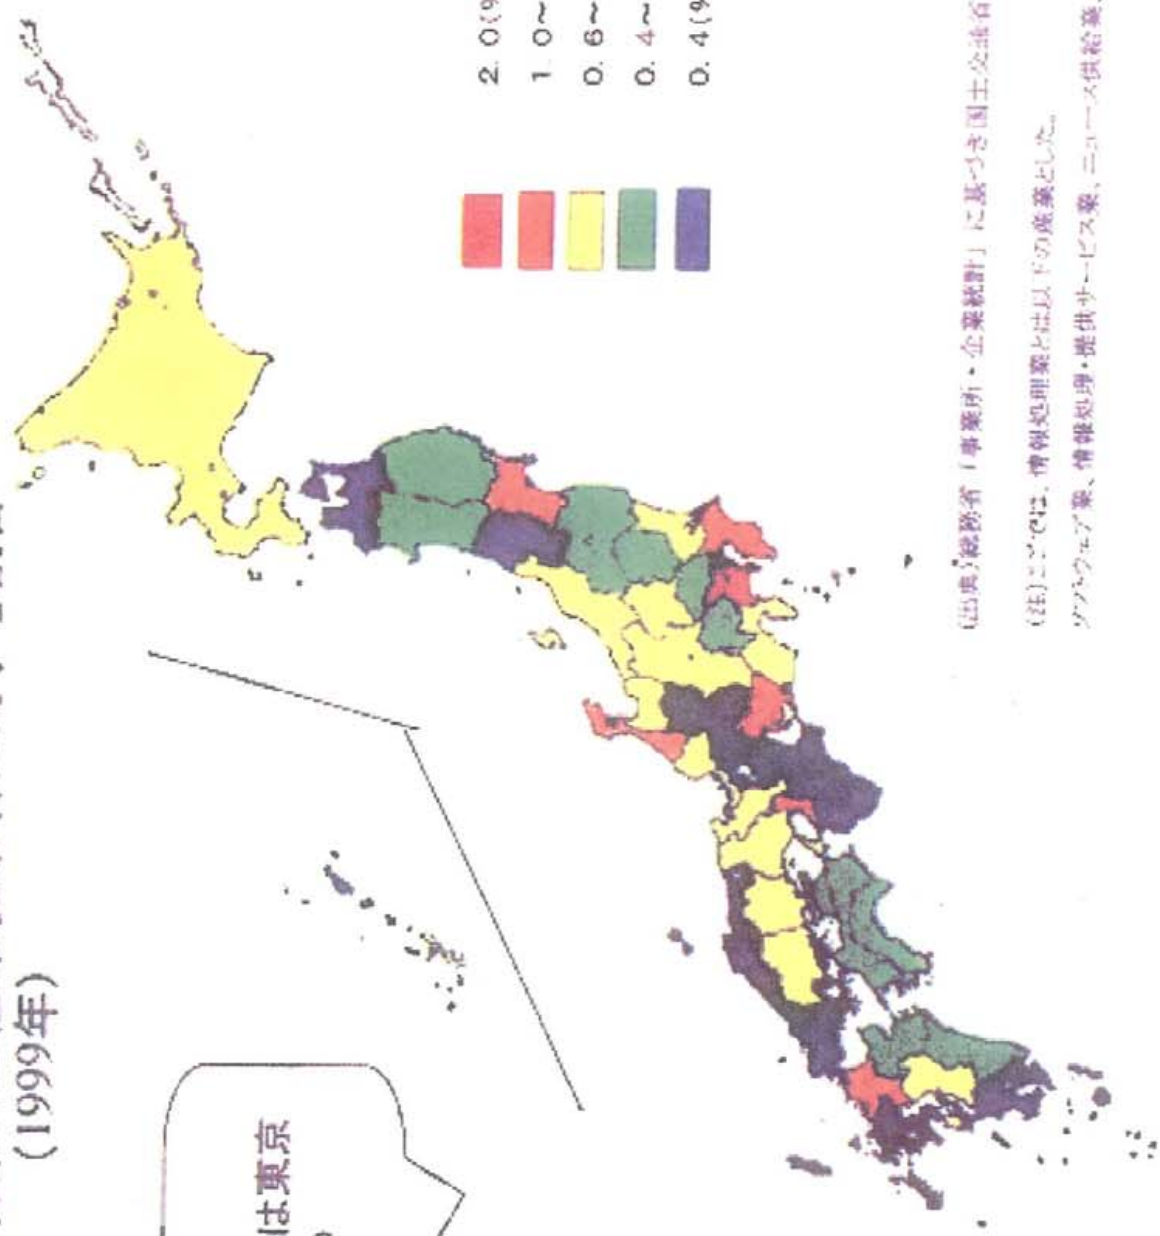 (1999年)
は東京
2.0(%
1.0～
0.6～
0.4～
0.4(%
(出典)総務省「事業所・企業統計」に基づき国土交通省
(注)ここでは、情報処理業とは以下の産業とした。
ソフトウェア業、情報処理・提供サービス業、ニュース供給業、